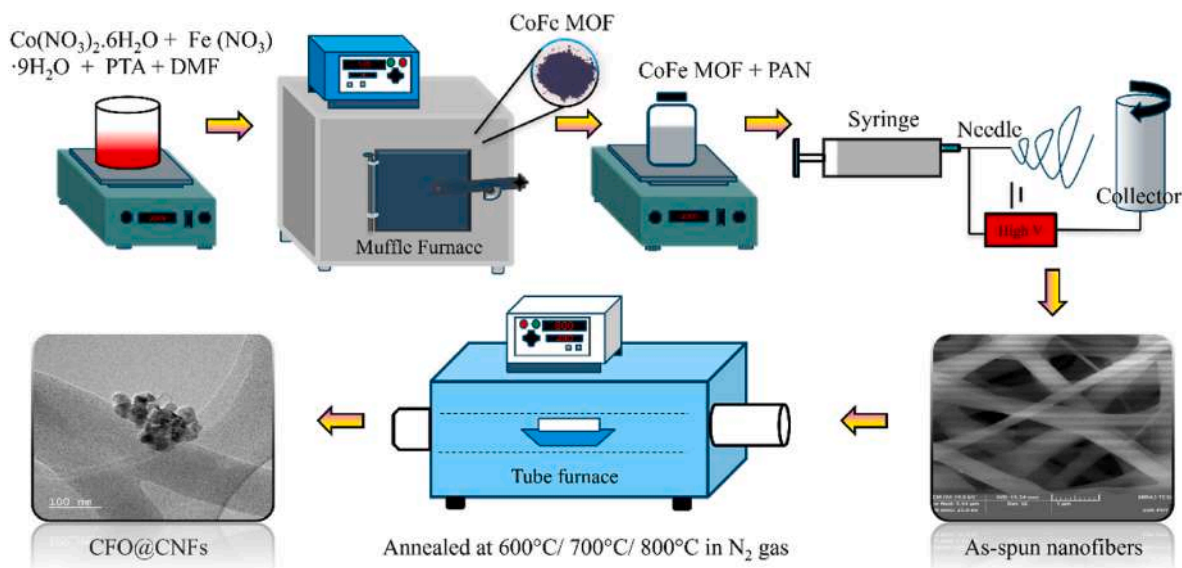 CoFe MOF
Co(NO₃)₂.6H₂O + Fe (NO₃)
·9H₂O + PTA + DMF
CoFe MOF + PAN
Syringe
Needle
Collector
Muffle Furnace
High V
Tube furnace
100 nm
CFO@CNFs
Annealed at 600°C/ 700°C/ 800°C in N₂ gas
As-spun nanofibers